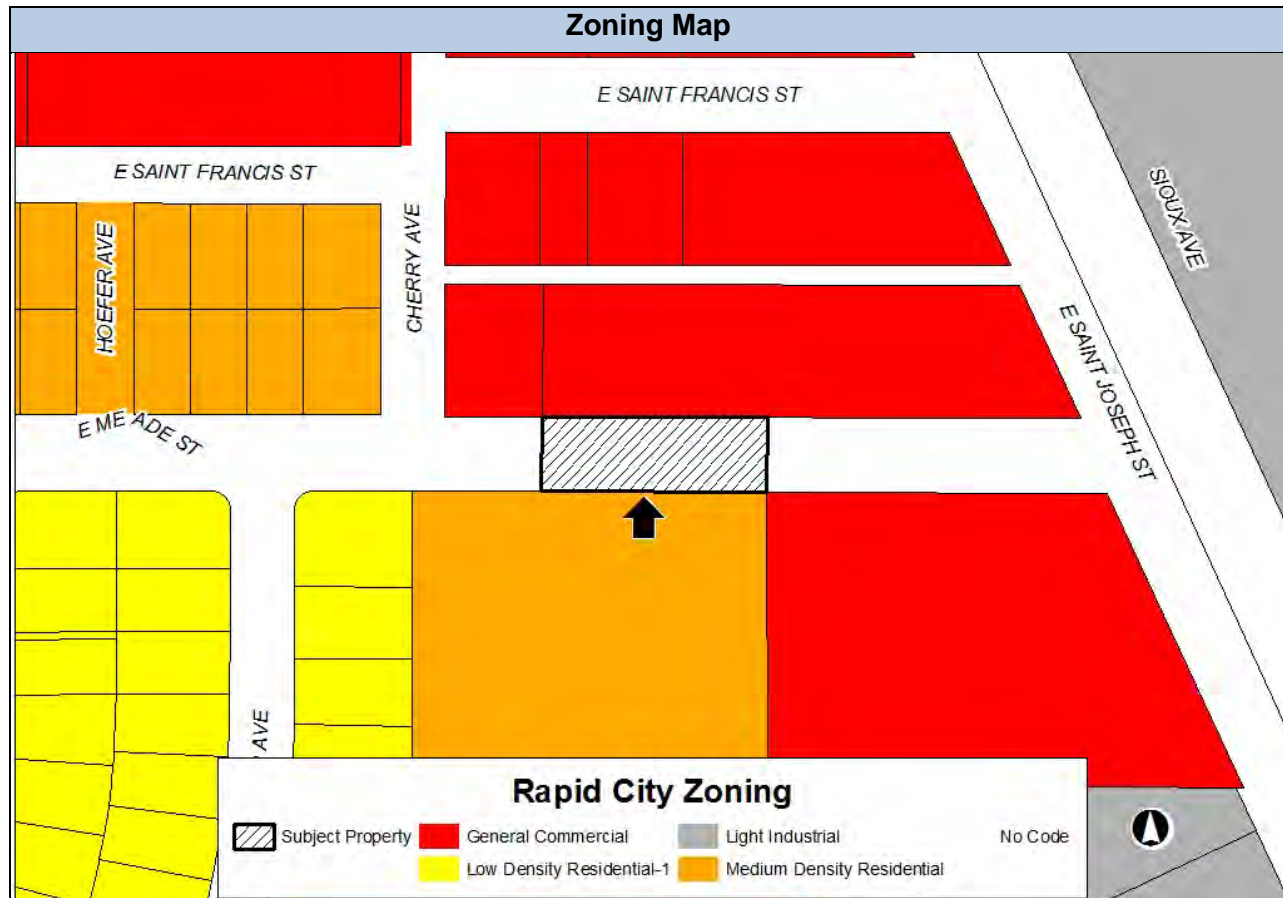 Zoning Map
E SAINT FRANCIS ST
E SAINT FRANCIS ST
SIOUX AVE
HOEFER AVE
CHERRY AVE
E SAINT JOSEPH ST
E MEADE ST
AVE
Rapid City Zoning
Subject Property
General Commercial
Light Industrial
No Code
Low Density Residential-1
Medium Density Residential